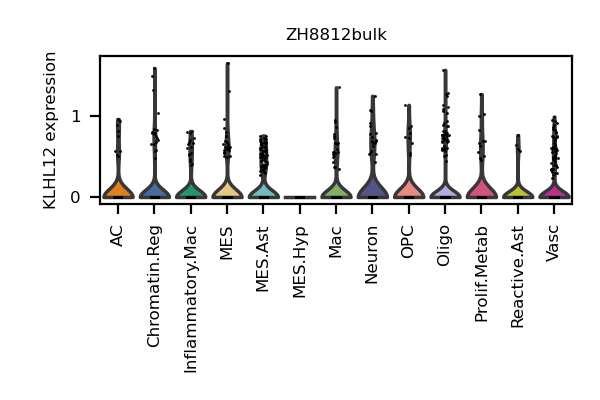 ZH8812bulk
KLHL12 expression
1
0
AC
Chromatin.Reg
Inflammatory.Mac
MES
MES.Ast
MES.Hyp
Mac
Neuron
OPC
Oligo
Prolif.Metab
Reactive.Ast
Vasc